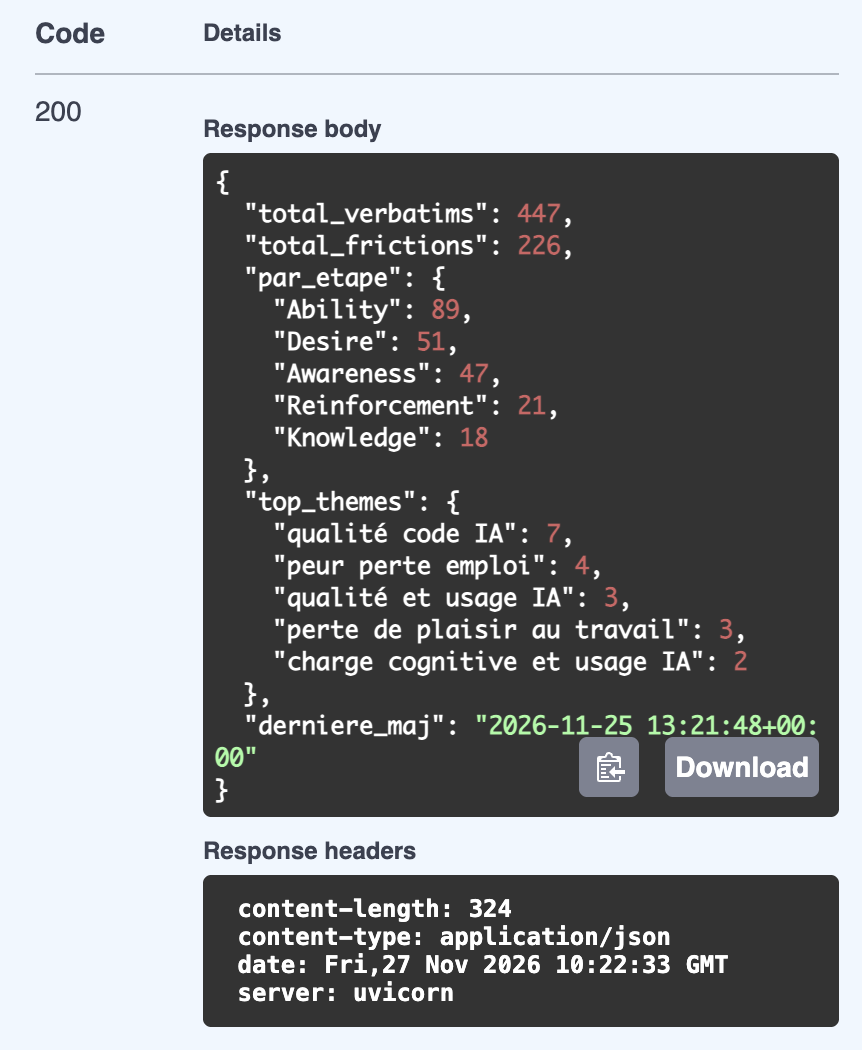 Code Details
200
Response body
{
  "total_verbatims": 447,
  "total_frictions": 226,
  "par_etape": {
    "Ability": 89,
    "Desire": 51,
    "Awareness": 47,
    "Reinforcement": 21,
    "Knowledge": 18
  },
  "top_themes": {
    "qualité code IA": 7,
    "peur perte emploi": 4,
    "qualité et usage IA": 3,
    "perte de plaisir au travail": 3,
    "charge cognitive et usage IA": 2
  },
  "derniere_maj": "2026-11-25 13:21:48+00:
00"
}
Download
Response headers
content-length: 324
content-type: application/json
date: Fri,27 Nov 2026 10:22:33 GMT
server: uvicorn